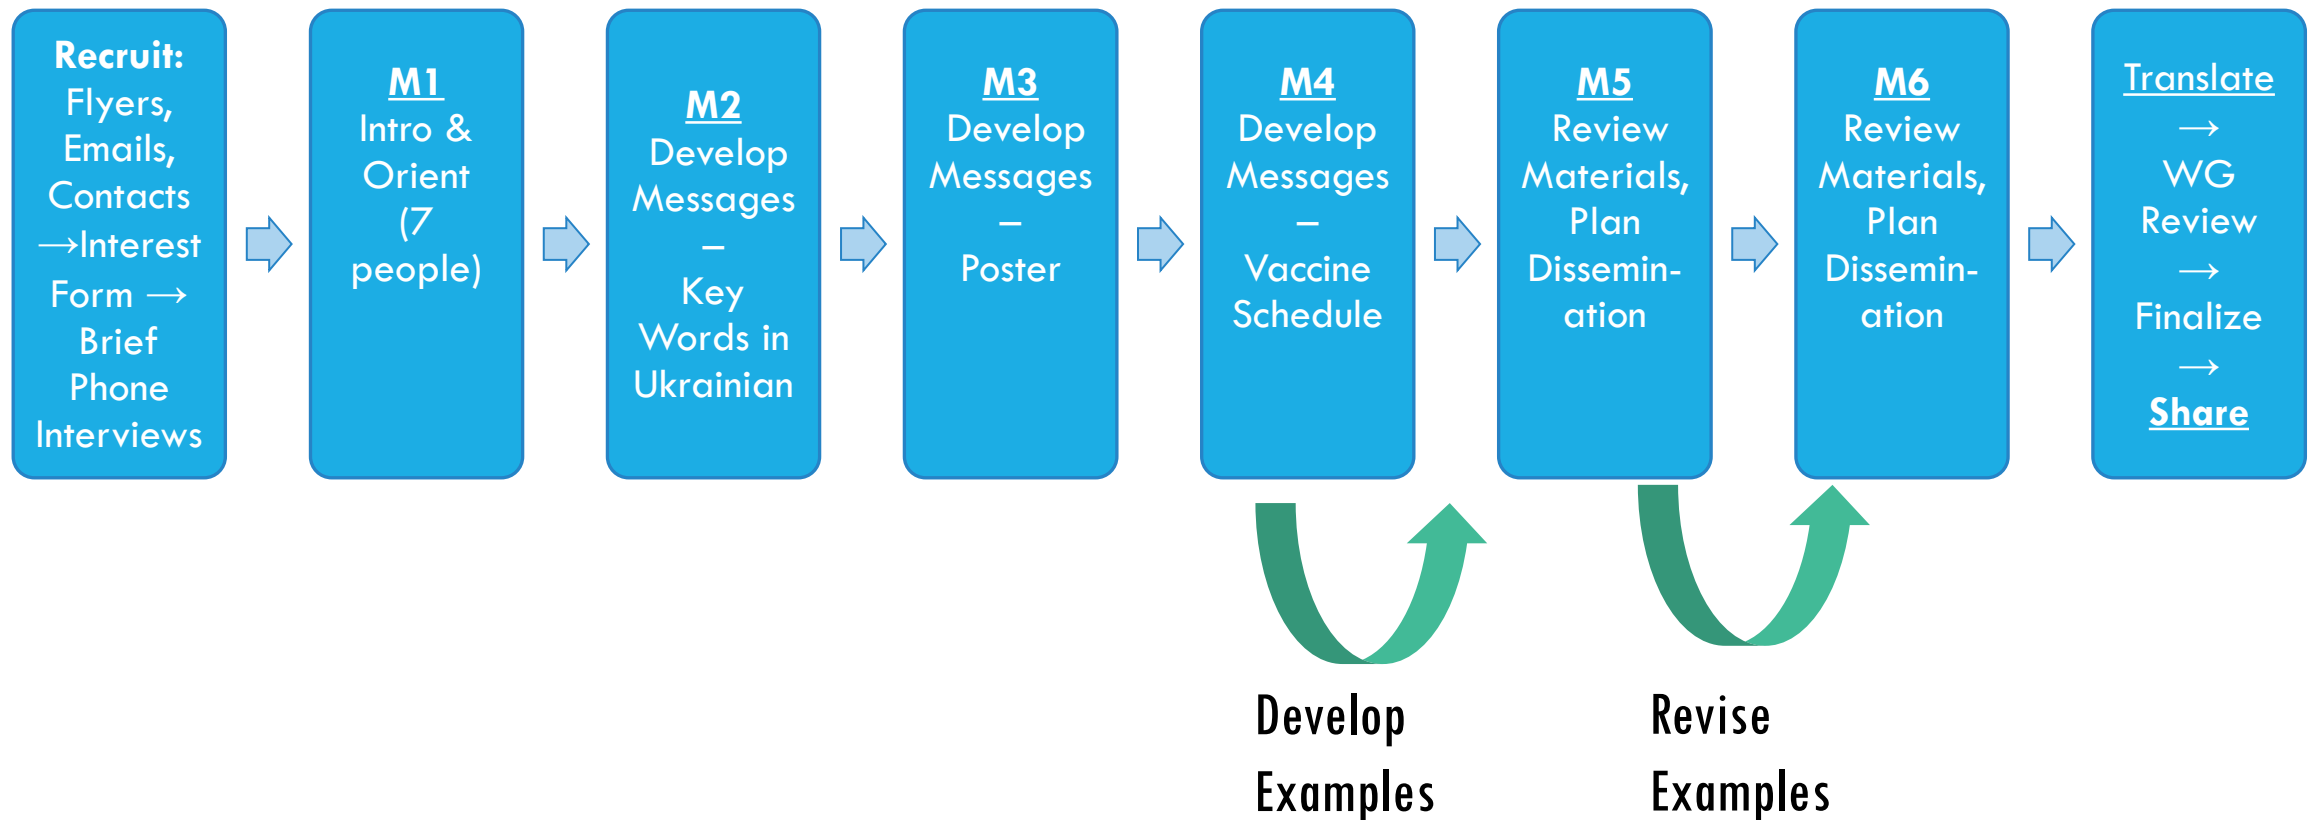 Recruit:
Flyers,
Emails,
Contacts
→Interest
Form →
Brief
Phone
Interviews
M1
Intro &
Orient
(7
people)
M2
Develop
Messages
–
Key
Words in
Ukrainian
M3
Develop
Messages
–
Poster
M4
Develop
Messages
–
Vaccine
Schedule
M5
Review
Materials,
Plan
Dissemin-
ation
M6
Review
Materials,
Plan
Dissemin-
ation
Translate
→
WG
Review
→
Finalize
→
Share
Develop
Examples
Revise
Examples